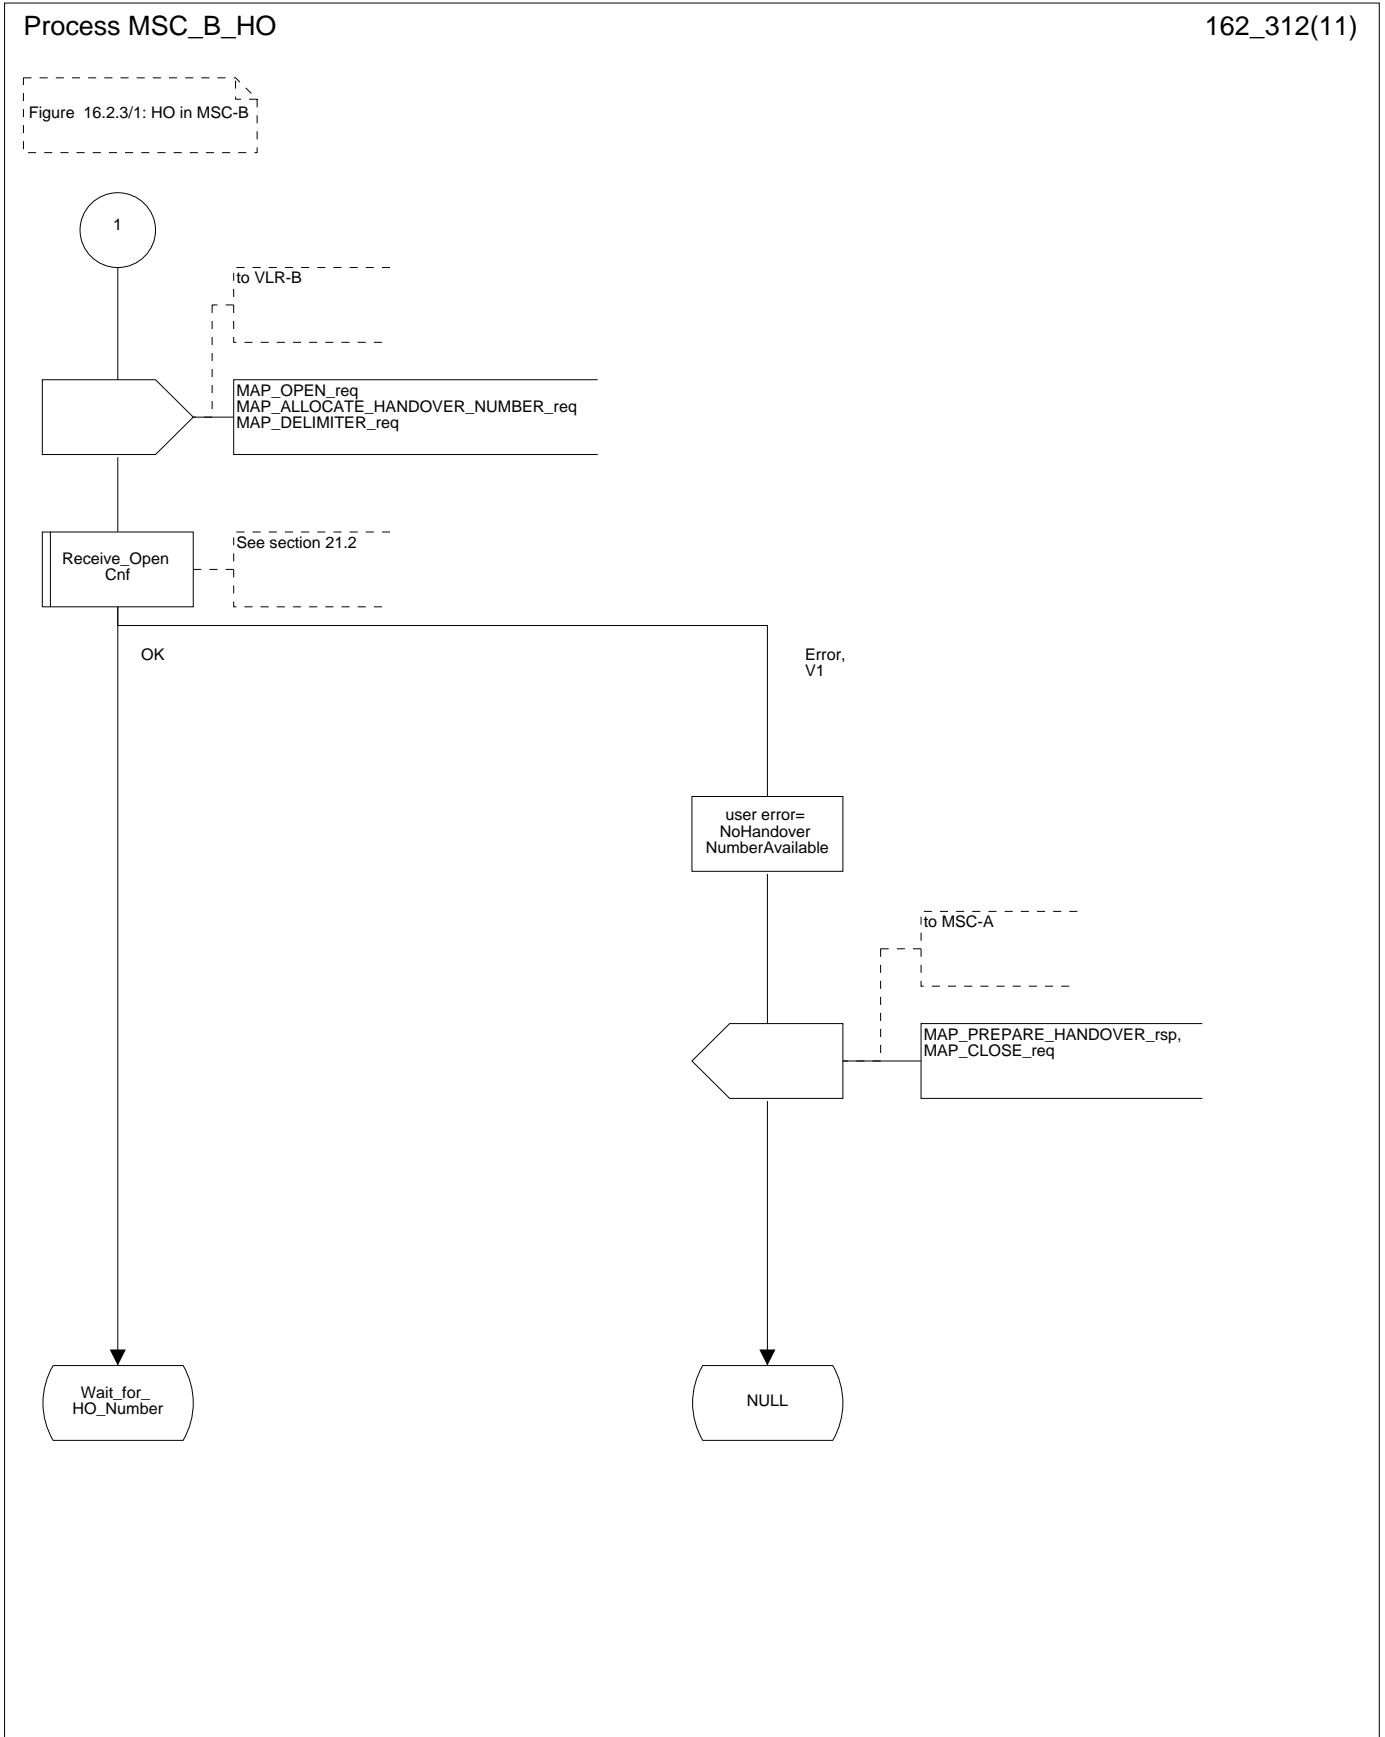 Process MSC_B_HO
162_312(11)
Figure 16.2.3/1: HO in MSC-B
1
to VLR-B
MAP_OPEN_req
MAP_ALLOCATE_HANDOVER_NUMBER_req
MAP_DELIMITER_req
Receive_Open
Cnf
See section 21.2
OK
Error,
V1
user error=
NoHandover
NumberAvailable
to MSC-A
MAP_PREPARE_HANDOVER_rsp,
MAP_CLOSE_req
Wait_for_
HO_Number
NULL